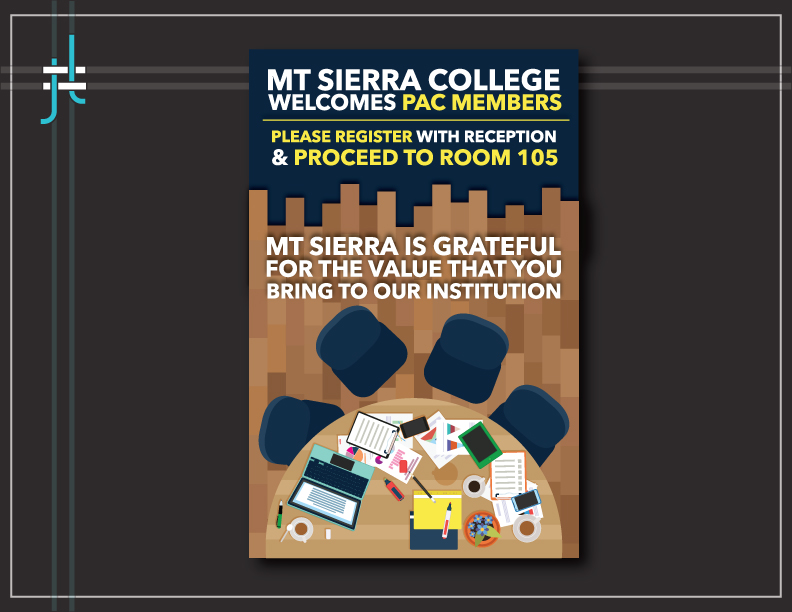 MT SIERRA COLLEGE
WELCOMES PAC MEMBERS
PLEASE REGISTER WITH RECEPTION
& PROCEED TO ROOM 105
MT SIERRA IS GRATEFUL
FOR THE VALUE THAT YOU
BRING TO OUR INSTITUTION